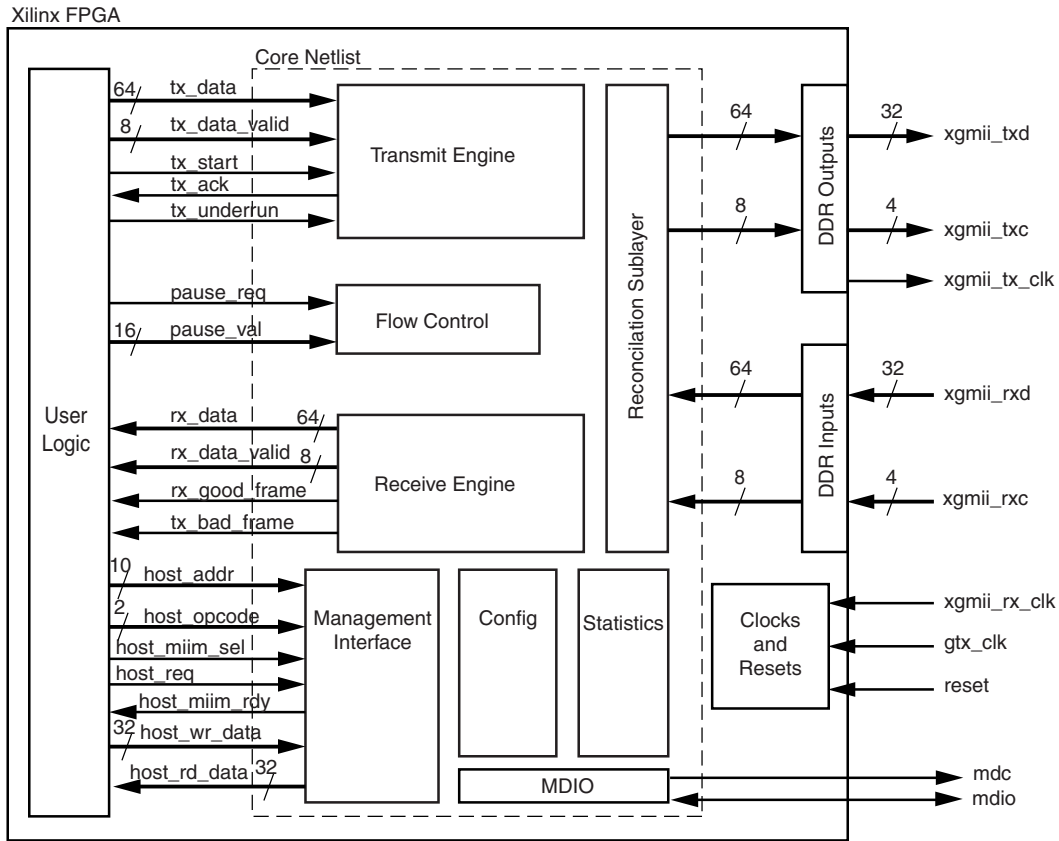 Xilinx FPGA
Core Netlist
User
Logic
64
tx_data
8
tx_data_valid
tx_start
tx_ack
tx_underrun
pause_req
16
pause_val
rx_data
64
rx_data_valid
8
rx_good_frame
tx_bad_frame
10
host_addr
2
host_opcode
host_miim_sel
host_req
host_miim_rdy
32
host_wr_data
host_rd_data
32
Transmit Engine
Flow Control
Receive Engine
Management
Interface
Config
Statistics
MDIO
Reconcilation Sublayer
64
8
64
8
DDR Outputs
DDR Inputs
Clocks
and
Resets
32
xgmii_txd
4
xgmii_txc
xgmii_tx_clk
32
xgmii_rxd
4
xgmii_rxc
xgmii_rx_clk
gtx_clk
reset
mdc
mdio